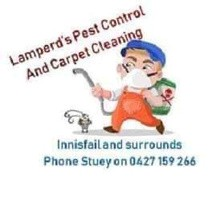 Lamperd's Pest Control
And Carpet Cleaning
Innisfail and surrounds
Phone Stuey on 0427 159 266